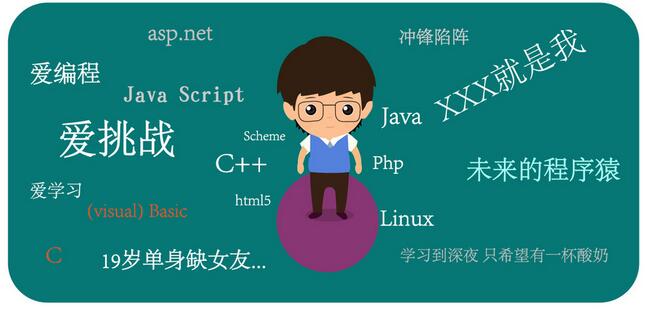 asp.net
冲锋陷阵
XXX就是我
爱编程
Java Script
Java
爱挑战
Scheme
C++
Php
未来的程序猿
爱学习
html5
(visual) Basic
Linux
C
19岁单身缺女友...
学习到深夜 只希望有一杯酸奶